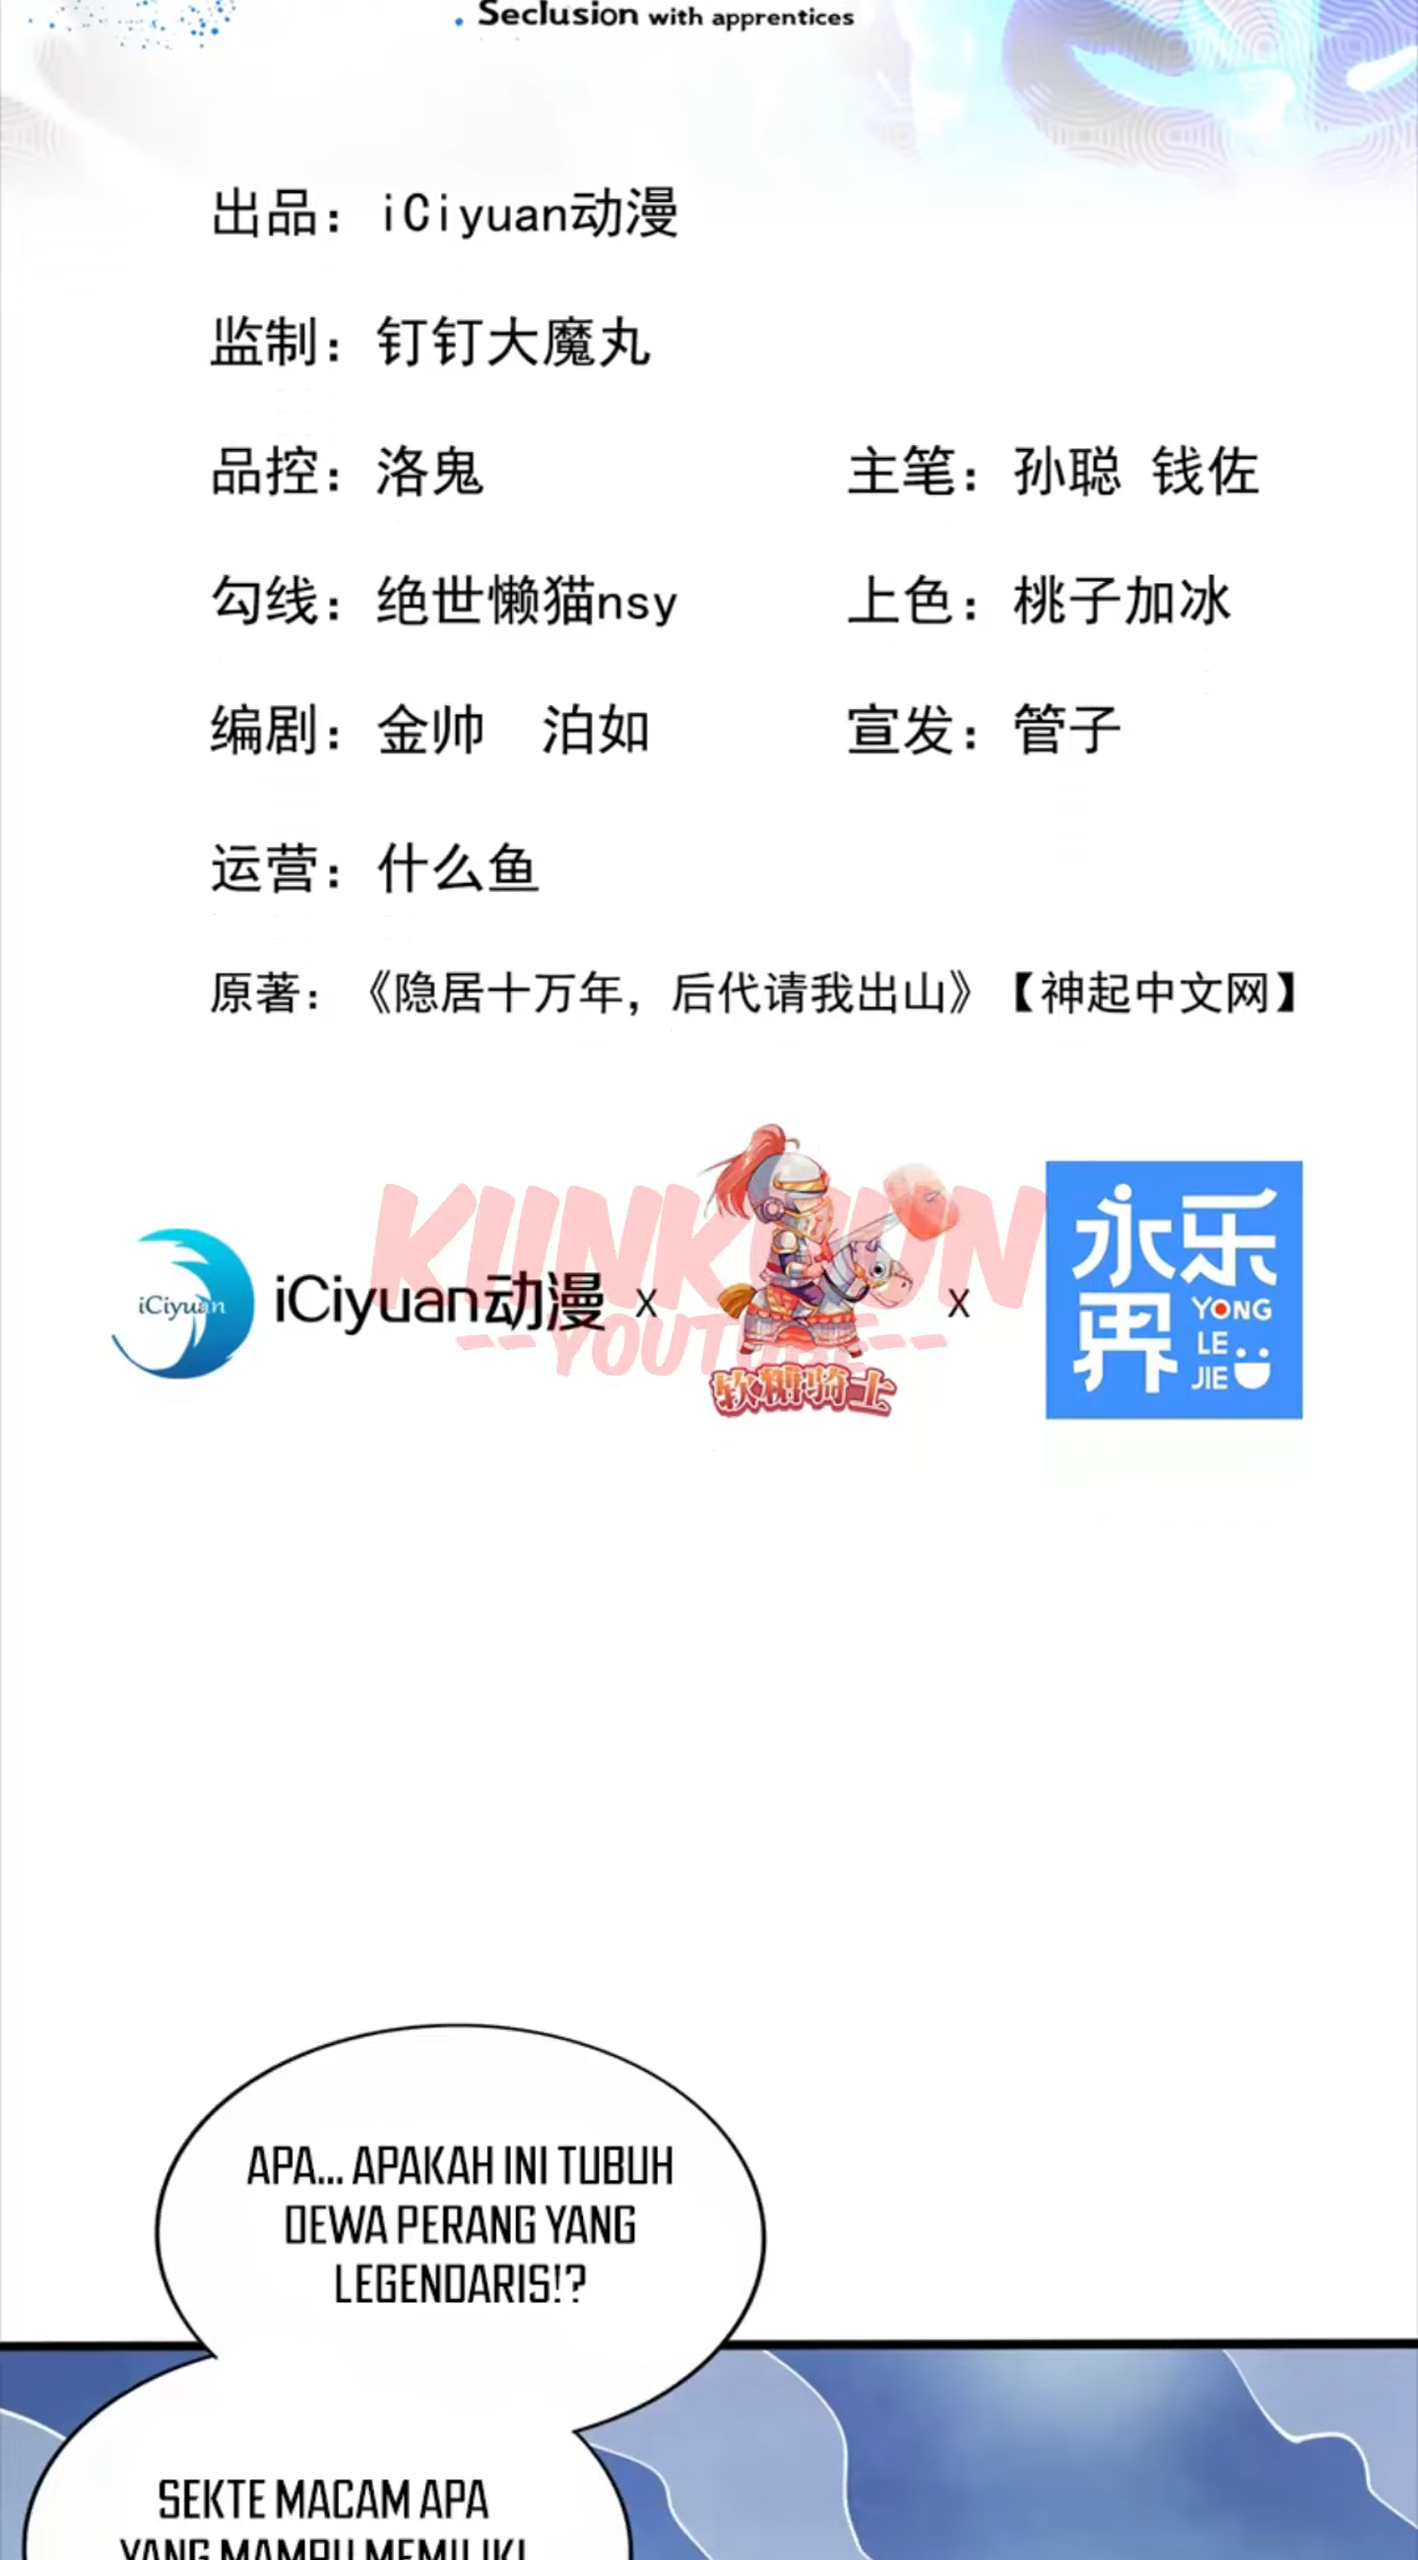 Seclusion with apprentices
出品：iCiyuan动漫
监制：钉钉大魔丸
品控：洛鬼 主笔：孙聪 钱佐
勾线：绝世懒猫nsy 上色：桃子加冰
编剧：金帅 泊如 宣发：管子
运营：什么鱼
原著：《隐居十万年，后代请我出山》【神起中文网】
KUNKUUN
--YOUTUBE--
iCiyuan
iCiyuan动漫 x
软糖骑士
x
永乐
界
YONG
LE
JIE
APA... APAKAH INI TUBUH
DEWA PERANG YANG
LEGENDARIS!?
SEKTE MACAM APA
YANG MAMPU MEMILIKI